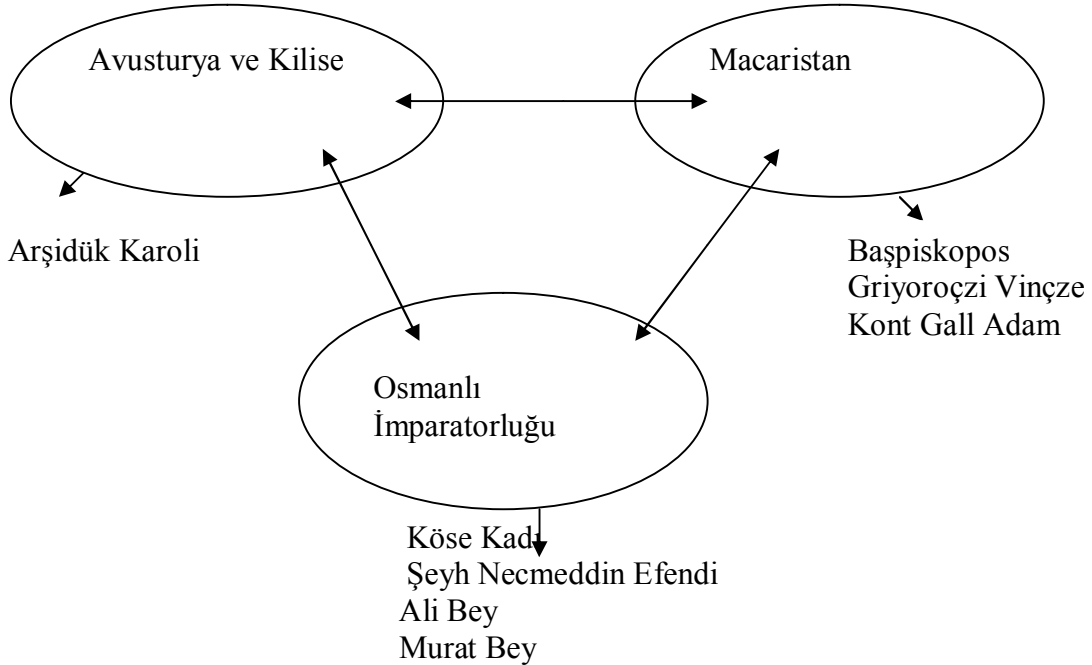 Avusturya ve Kilise
Macaristan
Arşidük Karoli
Başpiskopos
Griyoroçzi Vinçze
Kont Gall Adam
Osmanlı
İmparatorluğu
Köse Kadı
Şeyh Necmeddin Efendi
Ali Bey
Murat Bey